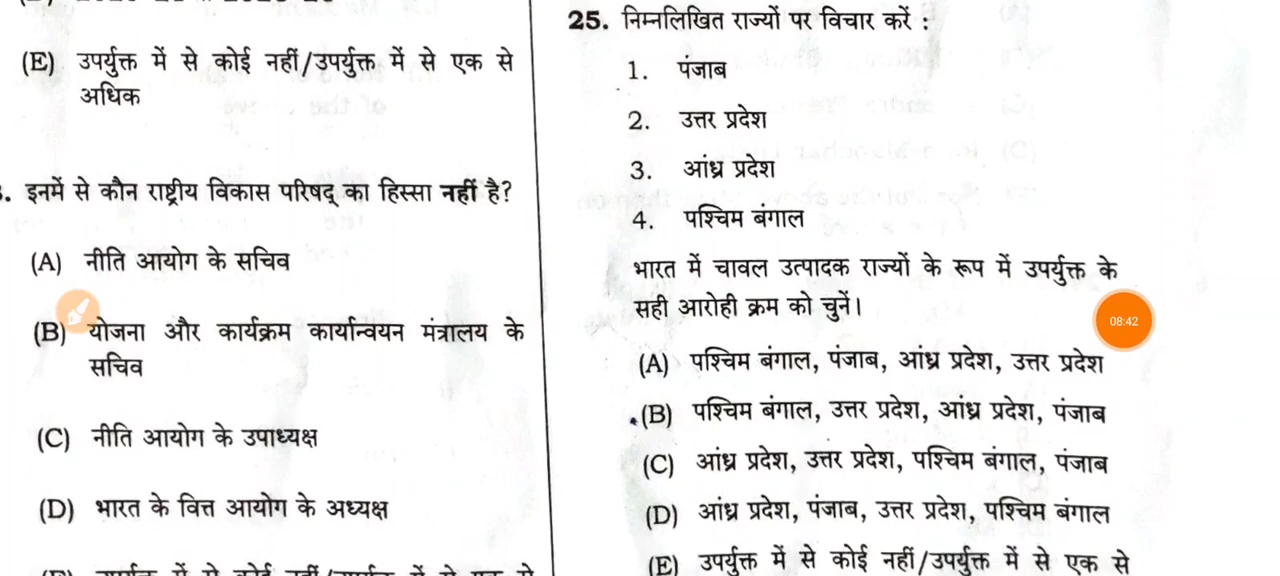 (E) उपर्युक्त में से कोई नहीं/उपर्युक्त में से एक से
अधिक
इनमें से कौन राष्ट्रीय विकास परिषद् का हिस्सा नहीं है?
(A) नीति आयोग के सचिव
(B) योजना और कार्यक्रम कार्यान्वयन मंत्रालय के
सचिव
(C) नीति आयोग के उपाध्यक्ष
(D) भारत के वित्त आयोग के अध्यक्ष
25. निम्नलिखित राज्यों पर विचार करें :
1. पंजाब
2. उत्तर प्रदेश
3. आंध्र प्रदेश
4. पश्चिम बंगाल
भारत में चावल उत्पादक राज्यों के रूप में उपर्युक्त के
सही आरोही क्रम को चुनें।
(A) पश्चिम बंगाल, पंजाब, आंध्र प्रदेश, उत्तर प्रदेश
(B) पश्चिम बंगाल, उत्तर प्रदेश, आंध्र प्रदेश, पंजाब
(C) आंध्र प्रदेश, उत्तर प्रदेश, पश्चिम बंगाल, पंजाब
(D) आंध्र प्रदेश, पंजाब, उत्तर प्रदेश, पश्चिम बंगाल
(E) उपर्युक्त में से कोई नहीं/उपर्युक्त में से एक से
08:42